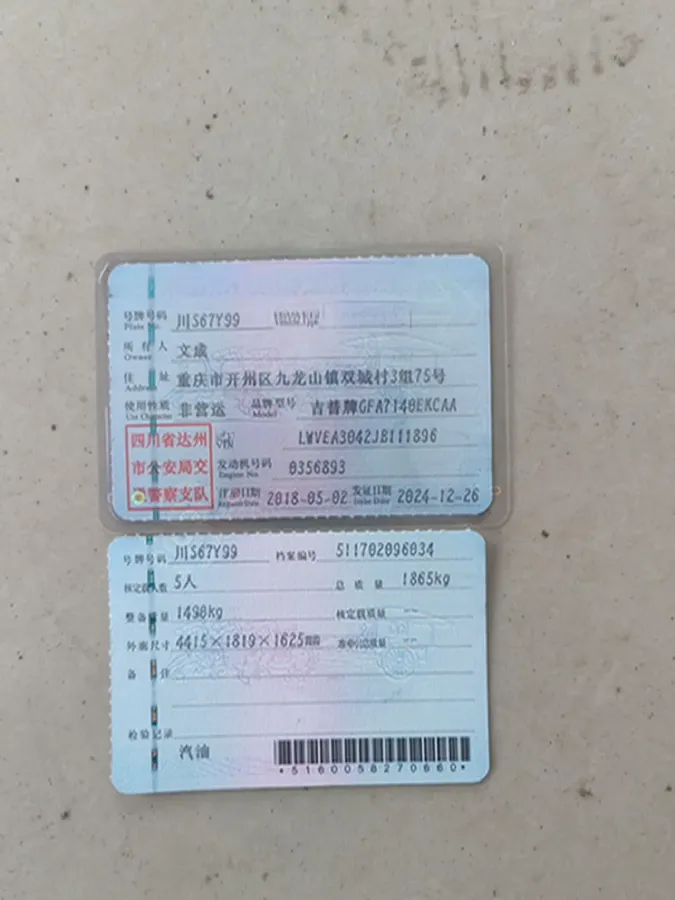 号牌号码 川S67Y99
Plate No.
所有人 文成
Owner
住址 重庆市开州区九龙山镇双城村3组75号
Address
使用性质 非营运 品牌型号 吉普牌GFA7140EKCAA
Use Character Model
四川省达州 LWVEA3042JB111896
市公安局交 发动机号码 0356893
Engine No.
警察支队 注册日期 2018-05-02 发证日期 2024-12-26
Register Date Issue Date
号牌号码 川S67Y99 档案编号 511702096034
核定载人数 5人 总质量 1865kg
整备质量 1490kg 核定载质量 --
外廓尺寸 4415×1819×1625 --
备注
检验记录
汽油
*5160058270660*